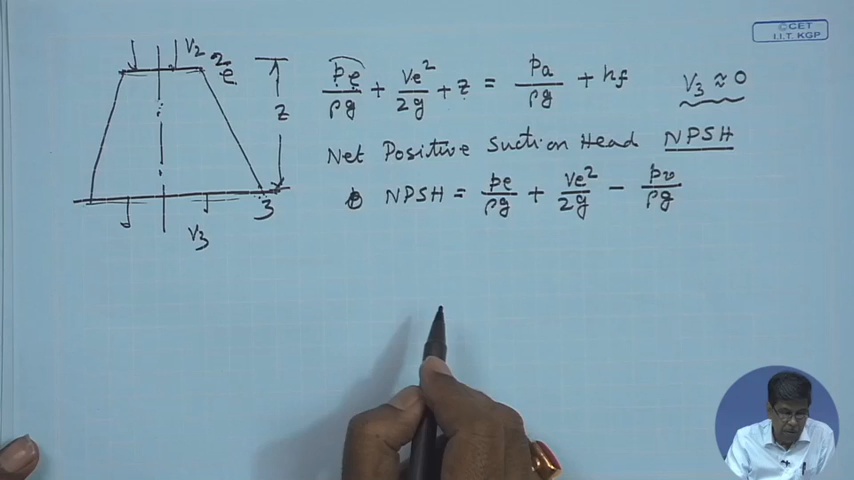 ©CET
I.I.T. KGP
V2
2
e
z
3
V3
pe/ρg + Ve²/2g + z = pa/ρg + hf
V3 ≈ 0
Net Positive Suction Head NPSH
NPSH = pe/ρg + Ve²/2g − pv/ρg